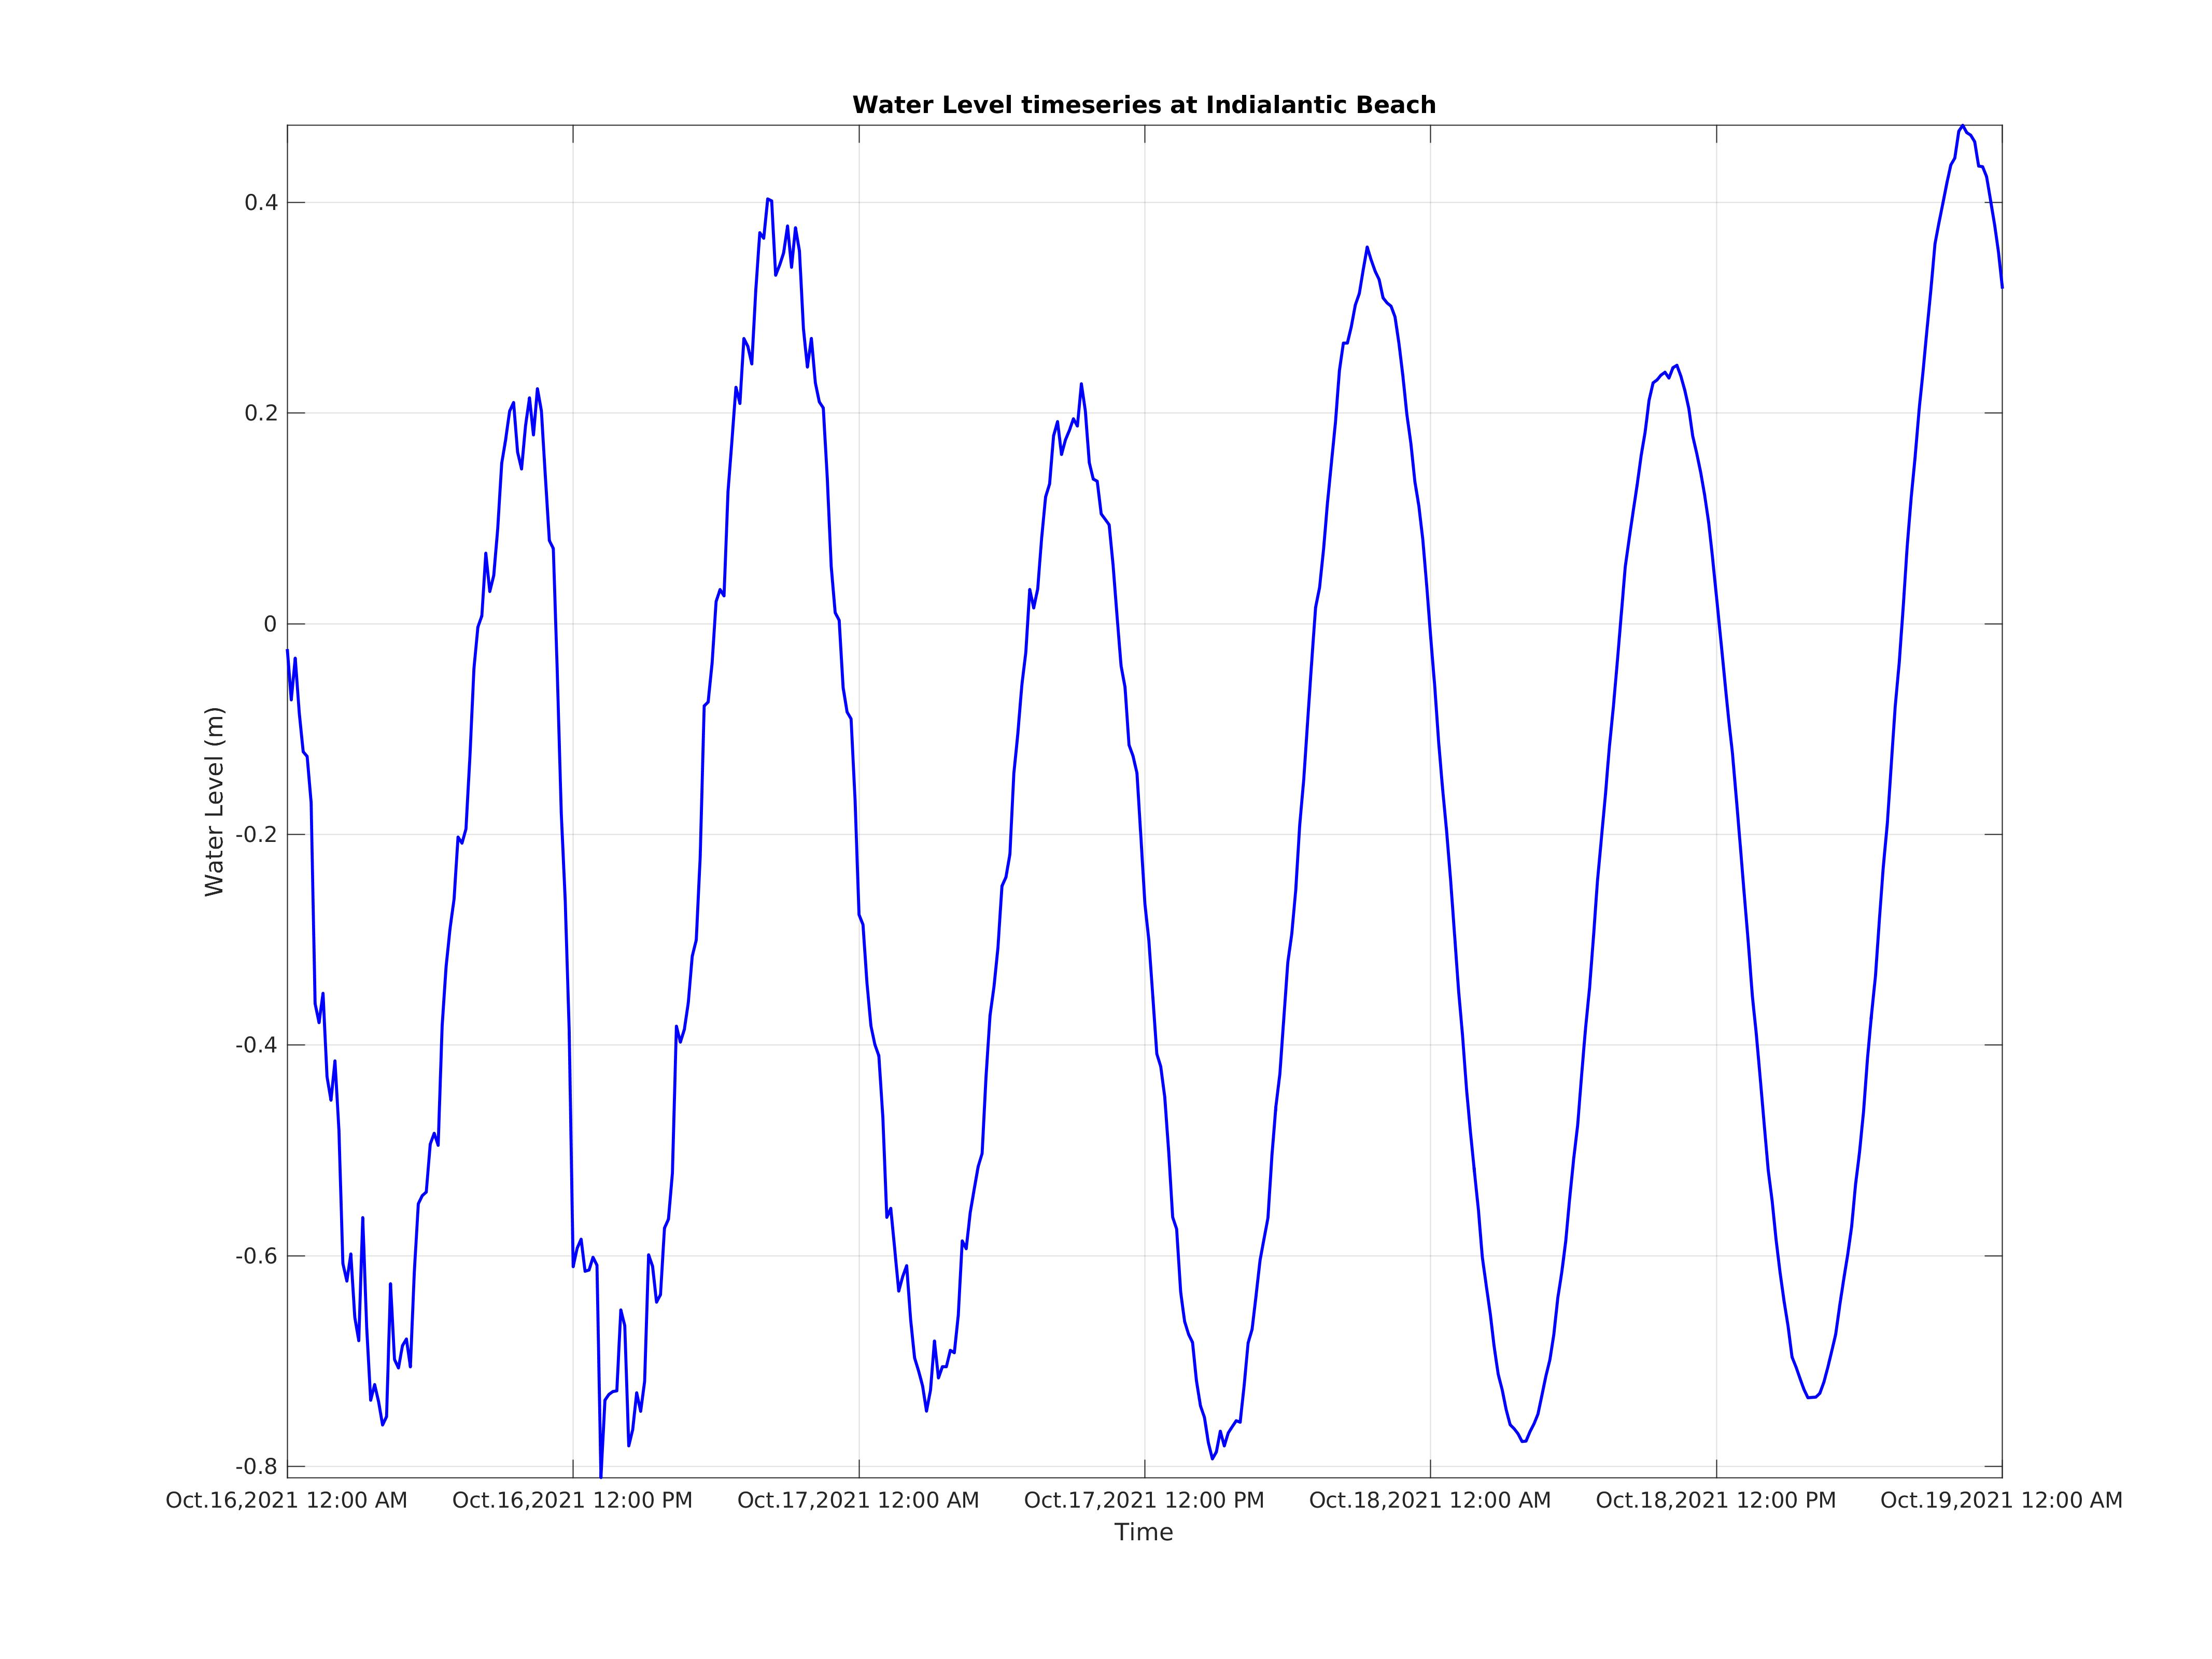 Water Level timeseries at Indialantic Beach
0.4
0.2
0
-0.2
-0.4
-0.6
-0.8
Water Level (m)
Oct.16,2021 12:00 AM Oct.16,2021 12:00 PM Oct.17,2021 12:00 AM Oct.17,2021 12:00 PM Oct.18,2021 12:00 AM Oct.18,2021 12:00 PM Oct.19,2021 12:00 AM
Time